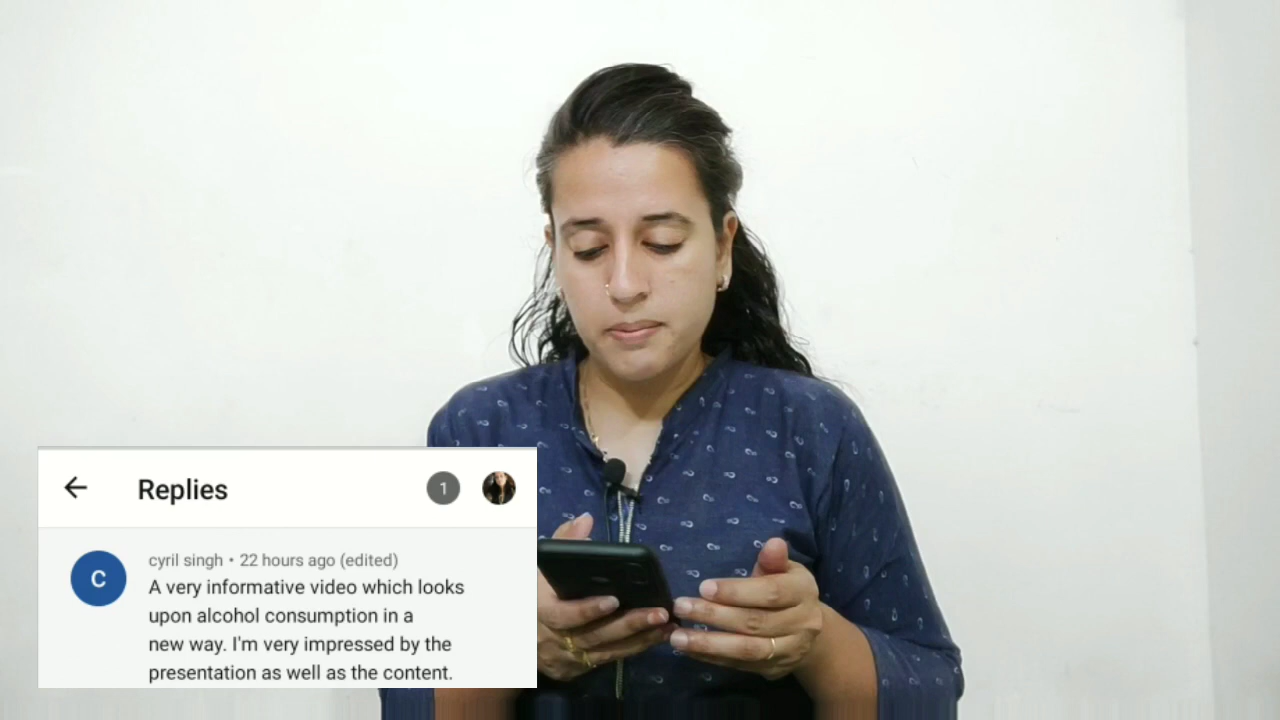 Replies
1
C
cyril singh • 22 hours ago (edited)
A very informative video which looks
upon alcohol consumption in a
new way. I'm very impressed by the
presentation as well as the content.